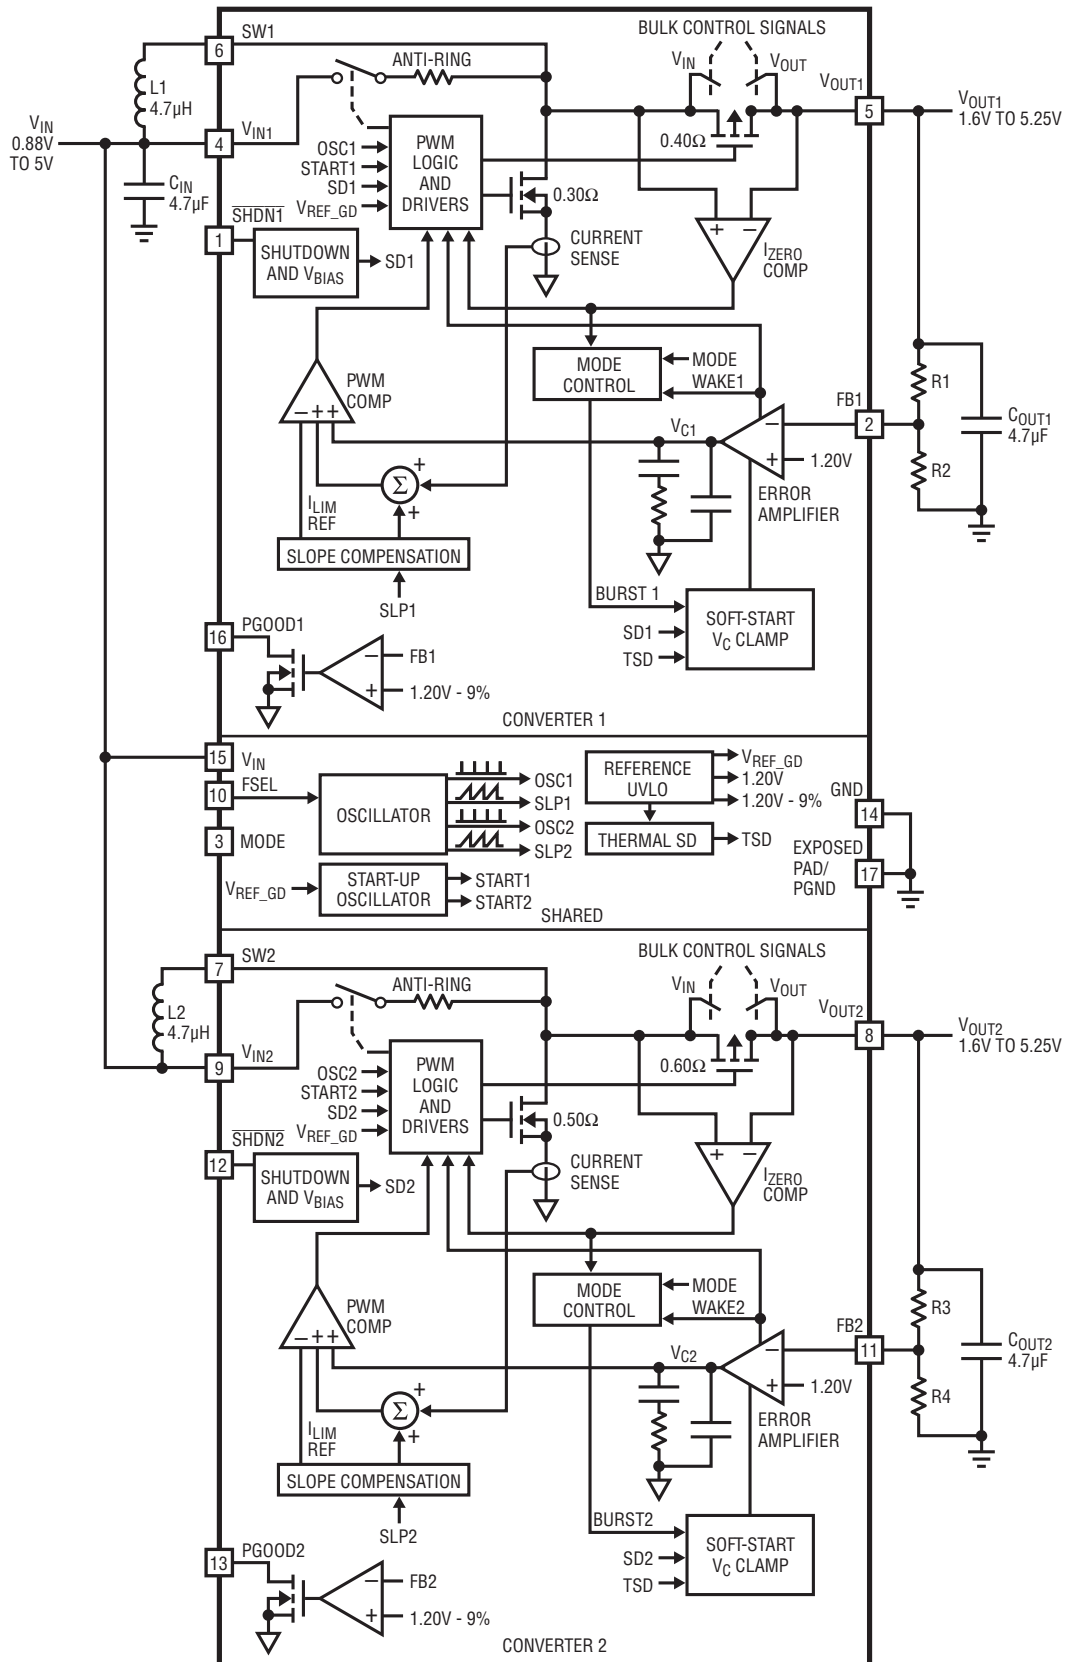 SW1
6
BULK CONTROL SIGNALS
ANTI-RING
VIN
VOUT
VOUT1
5
VOUT1
1.6V TO 5.25V
L1
4.7µH
VIN
0.88V
TO 5V
4
VIN1
0.40Ω
OSC1
START1
SD1
VREF_GD
PWM
LOGIC
AND
DRIVERS
0.30Ω
CIN
4.7µF
SHDN1
1
SHUTDOWN
AND VBIAS
SD1
CURRENT
SENSE
+ −
IZERO
COMP
MODE
CONTROL
MODE
WAKE1
PWM
COMP
− + +
VC1
FB1
2
−
+
1.20V
R1
R2
COUT1
4.7µF
ERROR
AMPLIFIER
Σ
+
+
ILIM
REF
SLOPE COMPENSATION
SLP1
BURST 1
SD1
TSD
SOFT-START
VC CLAMP
PGOOD1
16
−
+
FB1
1.20V - 9%
CONVERTER 1
15
VIN
10
FSEL
3
MODE
OSCILLATOR
OSC1
SLP1
OSC2
SLP2
REFERENCE
UVLO
VREF_GD
1.20V
1.20V - 9%
THERMAL SD
TSD
GND
14
EXPOSED
PAD/
PGND
17
VREF_GD
START-UP
OSCILLATOR
START1
START2
SHARED
SW2
7
BULK CONTROL SIGNALS
ANTI-RING
VIN
VOUT
VOUT2
8
VOUT2
1.6V TO 5.25V
L2
4.7µH
9
VIN2
0.60Ω
OSC2
START2
SD2
VREF_GD
PWM
LOGIC
AND
DRIVERS
0.50Ω
SHDN2
12
SHUTDOWN
AND VBIAS
SD2
CURRENT
SENSE
+ −
IZERO
COMP
MODE
CONTROL
MODE
WAKE2
PWM
COMP
− + +
VC2
FB2
11
−
+
1.20V
R3
R4
COUT2
4.7µF
ERROR
AMPLIFIER
Σ
+
+
ILIM
REF
SLOPE COMPENSATION
SLP2
BURST2
SD2
TSD
SOFT-START
VC CLAMP
PGOOD2
13
−
+
FB2
1.20V - 9%
CONVERTER 2